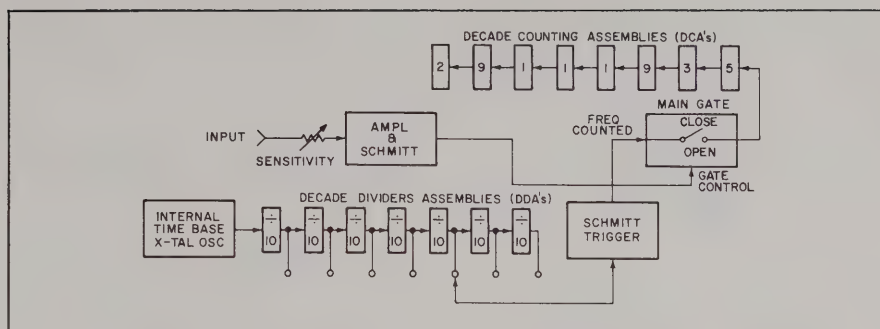 DECADE COUNTING ASSEMBLIES (DCA's)
2 9 1 1 1 9 3 5
MAIN GATE
FREQ
COUNTED
CLOSE
OPEN
GATE
CONTROL
INPUT
SENSITIVITY
AMPL
&
SCHMITT
DECADE DIVIDERS ASSEMBLIES (DDA's)
INTERNAL
TIME BASE
X-TAL OSC
÷ ÷ ÷ ÷ ÷ ÷ ÷
10 10 10 10 10 10 10
SCHMITT
TRIGGER